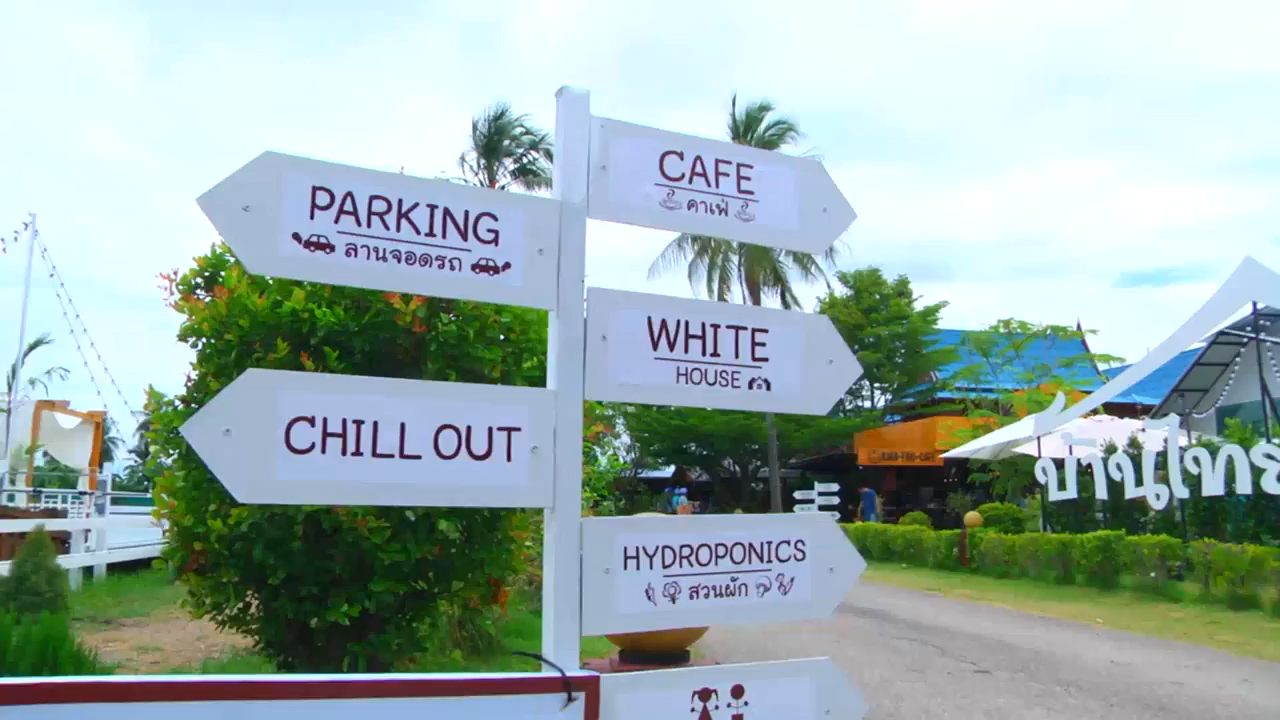 PARKING
ลานจอดรถ
CHILL OUT
CAFE
คาเฟ่
WHITE
HOUSE
HYDROPONICS
สวนผัก
บ้านไทย